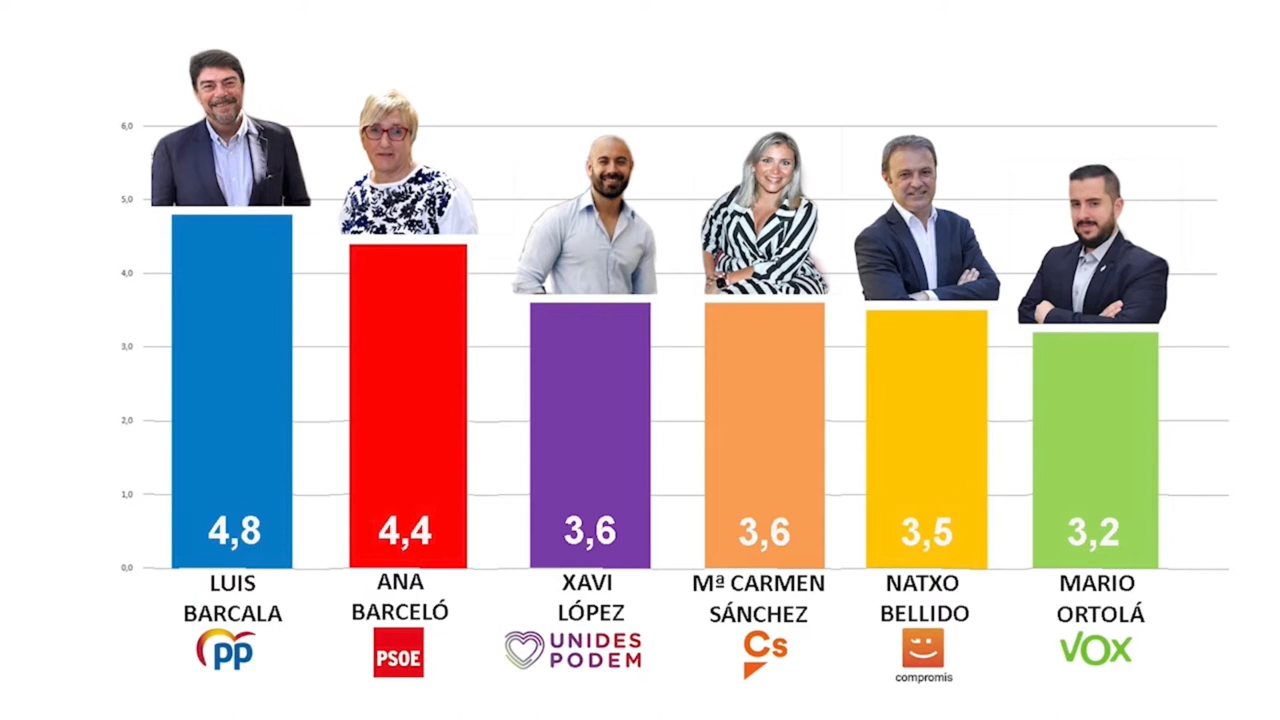 6,0
5,0
4,0
3,0
2,0
1,0
0,0
4,8
4,4
3,6
3,6
3,5
3,2
LUIS
BARCALA
ANA
BARCELÓ
XAVI
LÓPEZ
Mª CARMEN
SÁNCHEZ
NATXO
BELLIDO
MARIO
ORTOLÁ
PP
PSOE
UNIDES
PODEM
Cs
compromís
VOX